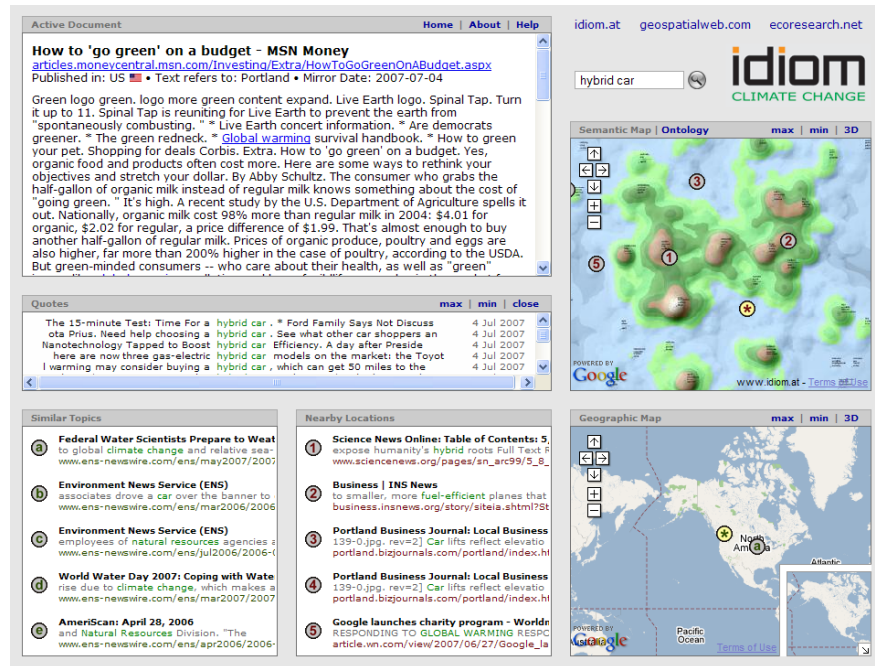 Active Document
Home | About | Help
How to 'go green' on a budget - MSN Money
articles.moneycentral.msn.com/Investing/Extra/HowToGoGreenOnABudget.aspx
Published in: US • Text refers to: Portland • Mirror Date: 2007-07-04
Green logo green. logo more green content expand. Live Earth logo. Spinal Tap. Turn
it up to 11. Spinal Tap is reuniting for Live Earth to prevent the earth from
"spontaneously combusting. " * Live Earth concert information. * Are democrats
greener. * The green redneck. * Global warming survival handbook. * How to green
your pet. Shopping for deals Corbis. Extra. How to 'go green' on a budget. Yes,
organic food and products often cost more. Here are some ways to rethink your
objectives and stretch your dollar. By Abby Schultz. The consumer who grabs the
half-gallon of organic milk instead of regular milk knows something about the cost of
"going green. " It's high. A recent study by the U.S. Department of Agriculture spells it
out. Nationally, organic milk cost 98% more than regular milk in 2004: $4.01 for
organic, $2.02 for regular, a price difference of $1.99. That's almost enough to buy
another half-gallon of regular milk. Prices of organic produce, poultry and eggs are
also higher, far more than 200% higher in the case of poultry, according to the USDA.
But green-minded consumers -- who care about their health, as well as "green"
idiom.at geospatialweb.com ecoresearch.net
hybrid car
idiom
CLIMATE CHANGE
Semantic Map | Ontology
max | min | 3D
3
1
2
5
*
POWERED BY
Google
www.idiom.at - Terms of Use
Quotes
max | min | close
The 15-minute Test: Time For a hybrid car . * Ford Family Says Not Discuss 4 Jul 2007
ota Prius. Need help choosing a hybrid car . See what other car shoppers an 4 Jul 2007
Nanotechnology Tapped to Boost hybrid car Efficiency. A day after Preside 4 Jul 2007
here are now three gas-electric hybrid car models on the market: the Toyot 4 Jul 2007
l warming may consider buying a hybrid car , which can get 50 miles to the 4 Jul 2007
Similar Topics
a
Federal Water Scientists Prepare to Weat
to global climate change and relative sea-
www.ens-newswire.com/ens/may2007/2007
b
Environment News Service (ENS)
associates drove a car over the banner to
www.ens-newswire.com/ens/mar2006/2006
c
Environment News Service (ENS)
employees of natural resources agencies a
www.ens-newswire.com/ens/jul2006/2006-0
d
World Water Day 2007: Coping with Wate
rise due to climate change, which makes a
www.ens-newswire.com/ens/mar2007/2007
e
AmeriScan: April 28, 2006
and Natural Resources Division. "The
www.ens-newswire.com/ens/apr2006/2006-
Nearby Locations
1
Science News Online: Table of Contents: 5,
expose humanity's hybrid roots Full Text R
www.sciencenews.org/pages/sn_arc99/5_8_
2
Business | INS News
to smaller, more fuel-efficient planes that
business.insnews.org/story/siteia.shtml?St
3
Portland Business Journal: Local Business
139-0.jpg. rev=2] Car lifts reflect elevatio
portland.bizjournals.com/portland/index.ht
4
Portland Business Journal: Local Business
139-0.jpg. rev=2] Car lifts reflect elevatio
portland.bizjournals.com/portland/index.ht
5
Google launches charity program - Worldn
RESPONDING TO GLOBAL WARMING RESPC
article.wn.com/view/2007/06/27/Google_la
Geographic Map
max | min | 3D
*
North
America
a
Atlantic
Pacific
Ocean
POWERED BY
Google
Australia
Terms of Use